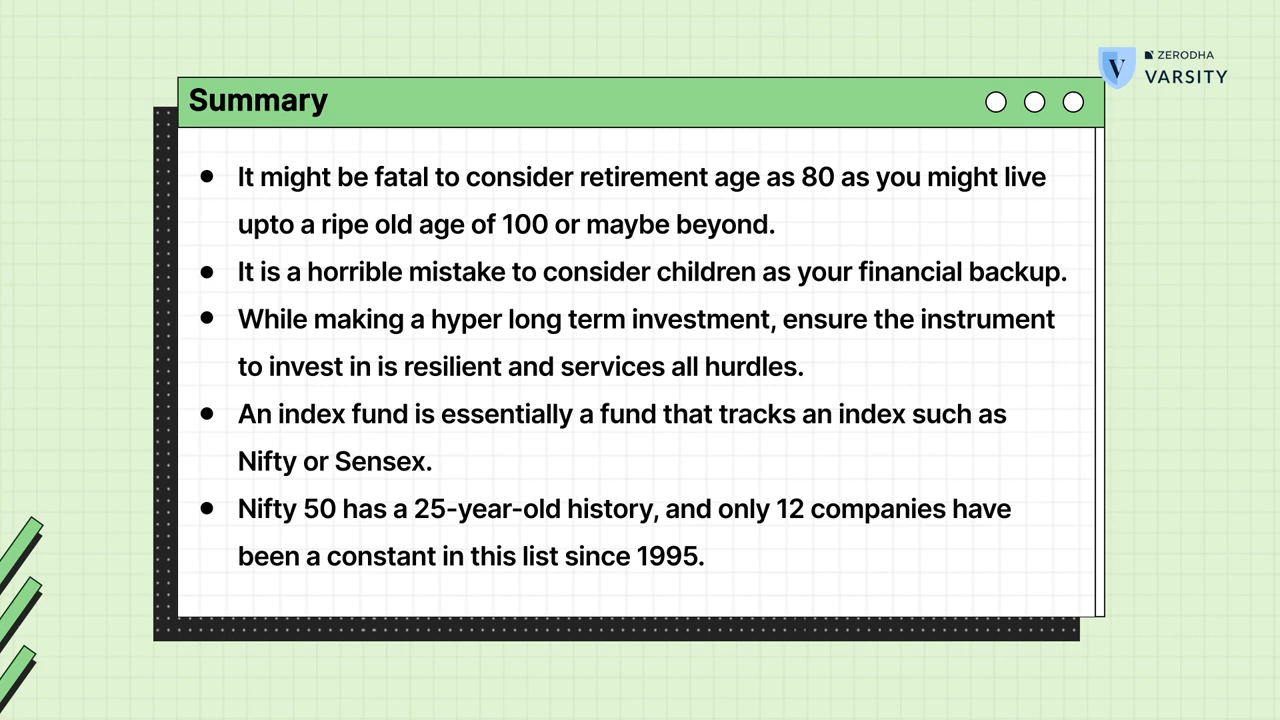 ZERODHA
VARSITY
Summary
● It might be fatal to consider retirement age as 80 as you might live
upto a ripe old age of 100 or maybe beyond.
● It is a horrible mistake to consider children as your financial backup.
● While making a hyper long term investment, ensure the instrument
to invest in is resilient and services all hurdles.
● An index fund is essentially a fund that tracks an index such as
Nifty or Sensex.
● Nifty 50 has a 25-year-old history, and only 12 companies have
been a constant in this list since 1995.